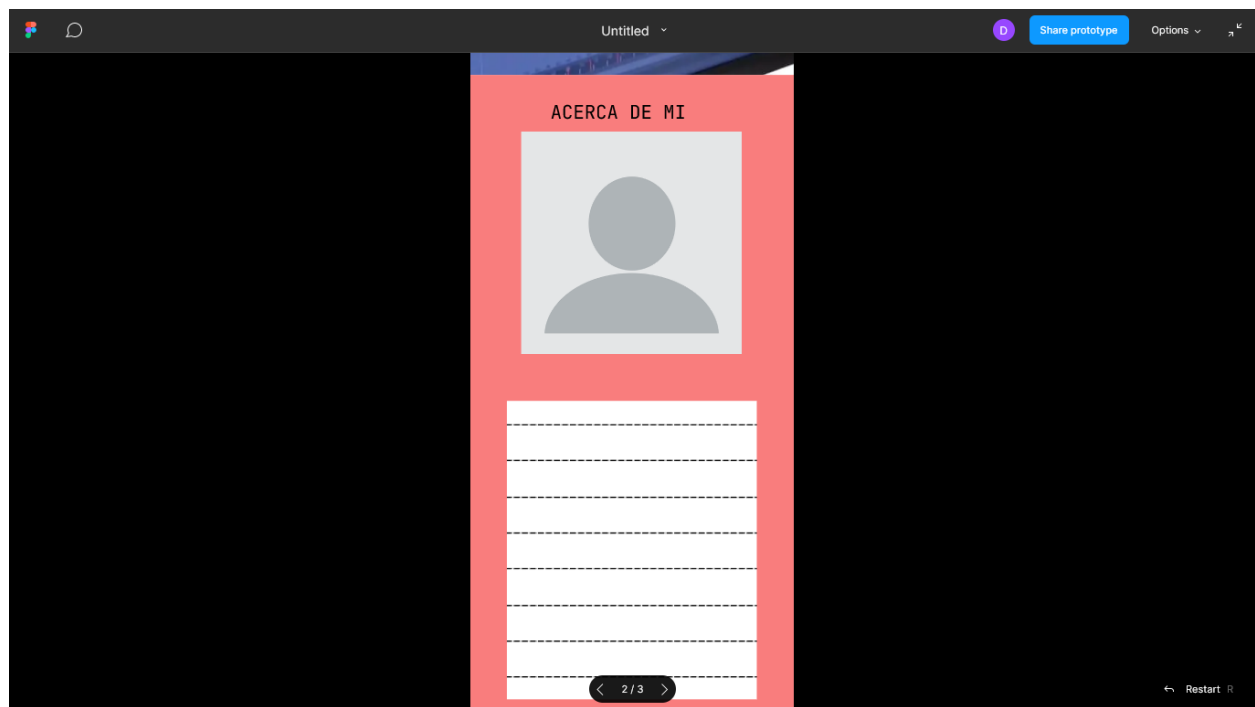 Untitled
D
Share prototype
Options
ACERCA DE MI
2 / 3
Restart R